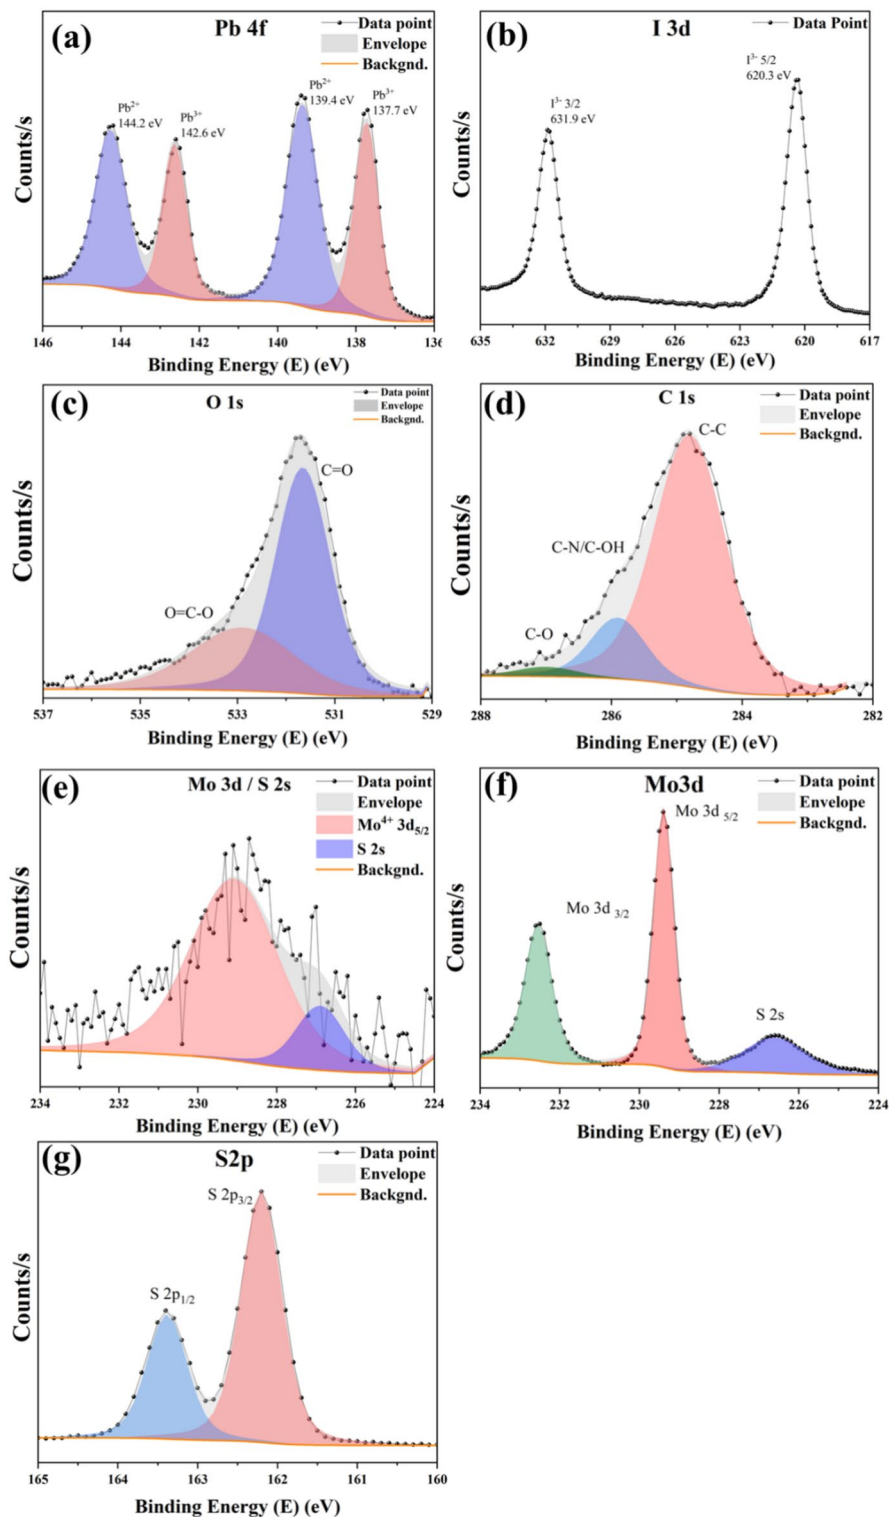 (a)
Pb 4f
Data point
Envelope
Backgnd.
Pb2+
144.2 eV
Pb3+
142.6 eV
Pb2+
139.4 eV
Pb3+
137.7 eV
Counts/s
146 144 142 140 138 136
Binding Energy (E) (eV)
(b)
I 3d
Data Point
I3- 3/2
631.9 eV
I3- 5/2
620.3 eV
Counts/s
635 632 629 626 623 620 617
Binding Energy (E) (eV)
(c)
O 1s
Data point
Envelope
Backgnd.
C=O
O=C-O
Counts/s
537 535 533 531 529
Binding Energy (E) (eV)
(d)
C 1s
Data point
Envelope
Backgnd.
C-C
C-N/C-OH
C-O
Counts/s
288 286 284 282
Binding Energy (E) (eV)
(e)
Mo 3d / S 2s
Data point
Envelope
Mo4+ 3d5/2
S 2s
Backgnd.
Counts/s
234 232 230 228 226 224
Binding Energy (E) (eV)
(f)
Mo3d
Data point
Envelope
Backgnd.
Mo 3d 5/2
Mo 3d 3/2
S 2s
Counts/s
234 232 230 228 226 224
Binding Energy (E) (eV)
(g)
S2p
Data point
Envelope
Backgnd.
S 2p3/2
S 2p1/2
Counts/s
165 164 163 162 161 160
Binding Energy (E) (eV)